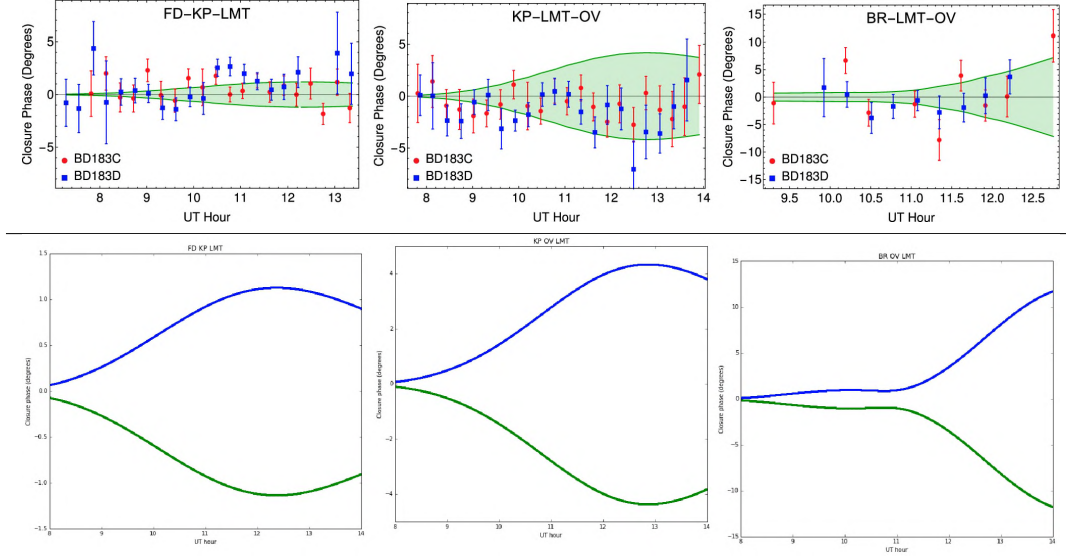 FD-KP-LMT
Closure Phase (Degrees)
5
0
-5
BD183C
BD183D
8 9 10 11 12 13
UT Hour
KP-LMT-OV
Closure Phase (Degrees)
5
0
-5
BD183C
BD183D
8 9 10 11 12 13 14
UT Hour
BR-LMT-OV
Closure Phase (Degrees)
15
10
5
0
-5
-10
-15
BD183C
BD183D
9.5 10.0 10.5 11.0 11.5 12.0 12.5
UT Hour
FD KP LMT
Closure phase (degrees)
1.5
1.0
0.5
0.0
-0.5
-1.0
-1.5
8 9 10 11 12 13 14
UT hour
KP OV LMT
Closure phase (degrees)
4
2
0
-2
-4
8 9 10 11 12 13 14
UT hour
BR OV LMT
Closure phase (degrees)
15
10
5
0
-5
-10
-15
8 9 10 11 12 13 14
UT hour